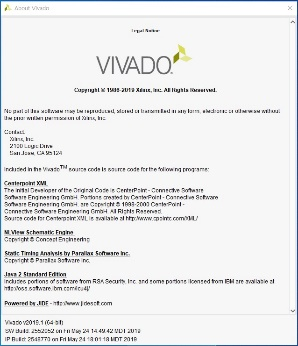 About Vivado
Legal Notice
VIVADO
Copyright © 1986-2019 Xilinx, Inc. All Rights Reserved.
No part of this software may be reproduced, stored or transmitted in any form, electronic or otherwise without
the prior written permission of Xilinx, Inc.
Contact:
Xilinx, Inc.
2100 Logic Drive
San Jose, CA 95124
Included in the Vivado™ source code is source code for the following programs:
Centerpoint XML
The Initial Developer of the Original Code is CenterPoint - Connective Software
Software Engineering GmbH. Portions created by CenterPoint - Connective Software
Software Engineering GmbH. are Copyright © 1998-2000 CenterPoint -
Connective Software Engineering GmbH. All Rights Reserved.
Source code for Centerpoint XML is available at http://www.cpointc.com/XML/
NLView Schematic Engine
Copyright © Concept Engineering
Static Timing Analysis by Parallax Software Inc.
Copyright © Parallax Software Inc.
Java 2 Standard Edition
Includes portions of software from RSA Security, Inc. and some portions licensed from IBM are available at
http://oss.software.ibm.com/icu4j/
Powered by JIDE - http://www.jidesoft.com
Vivado v2019.1 (64-bit)
SW Build: 2552052 on Fri May 24 14:49:42 MDT 2019
IP Build: 2548770 on Fri May 24 18:01:18 MDT 2019